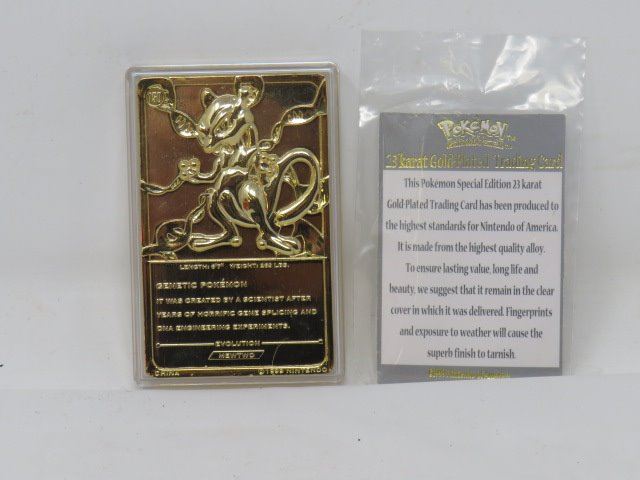 LENGTH: 6'7" WEIGHT: 269 LBS.
GENETIC POKÉMON
IT WAS CREATED BY A SCIENTIST AFTER
YEARS OF HORRIFIC GENE SPLICING AND
DNA ENGINEERING EXPERIMENTS.
EVOLUTION
MEWTWO
CHINA © 1999 NINTENDO
POKÉMON
TM
23 karat Gold-Plated Trading Card
This Pokemon Special Edition 23 karat
Gold-Plated Trading Card has been produced to
the highest standards for Nintendo of America.
It is made from the highest quality alloy.
To ensure lasting value, long life and
beauty, we suggest that it remain in the clear
cover in which it was delivered. Fingerprints
and exposure to weather will cause the
superb finish to tarnish.